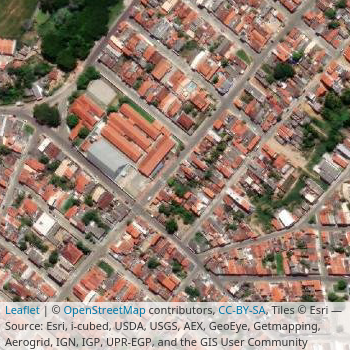 Leaflet | © OpenStreetMap contributors, CC-BY-SA, Tiles © Esri —
Source: Esri, i-cubed, USDA, USGS, AEX, GeoEye, Getmapping,
Aerogrid, IGN, IGP, UPR-EGP, and the GIS User Community